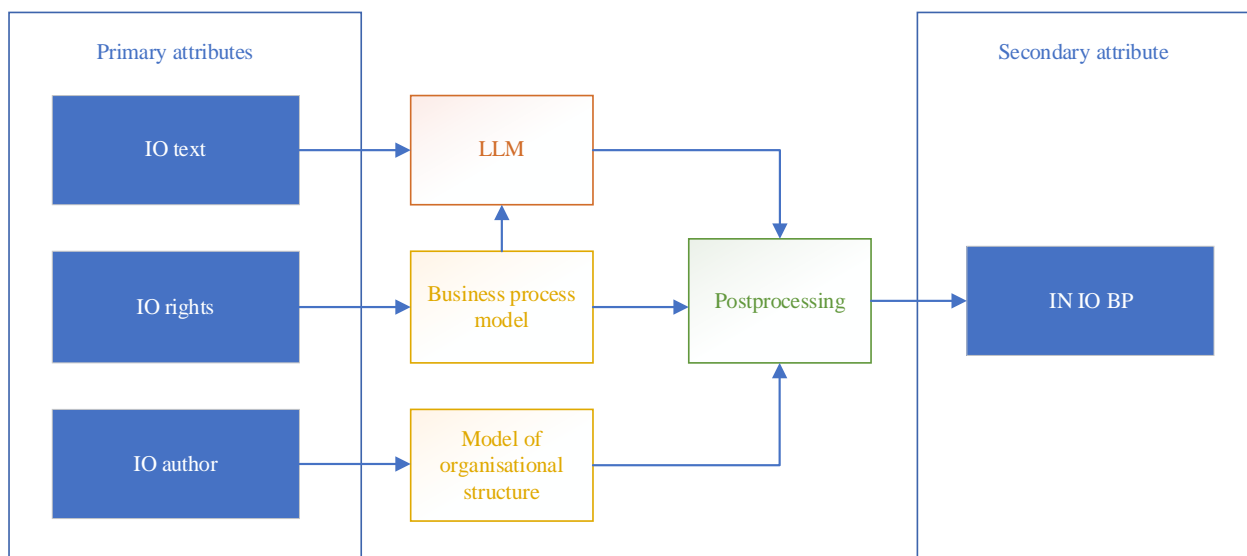 Primary attributes
Secondary attribute
IO text
LLM
IO rights
Business process
model
Postprocessing
IN IO BP
IO author
Model of
organisational
structure